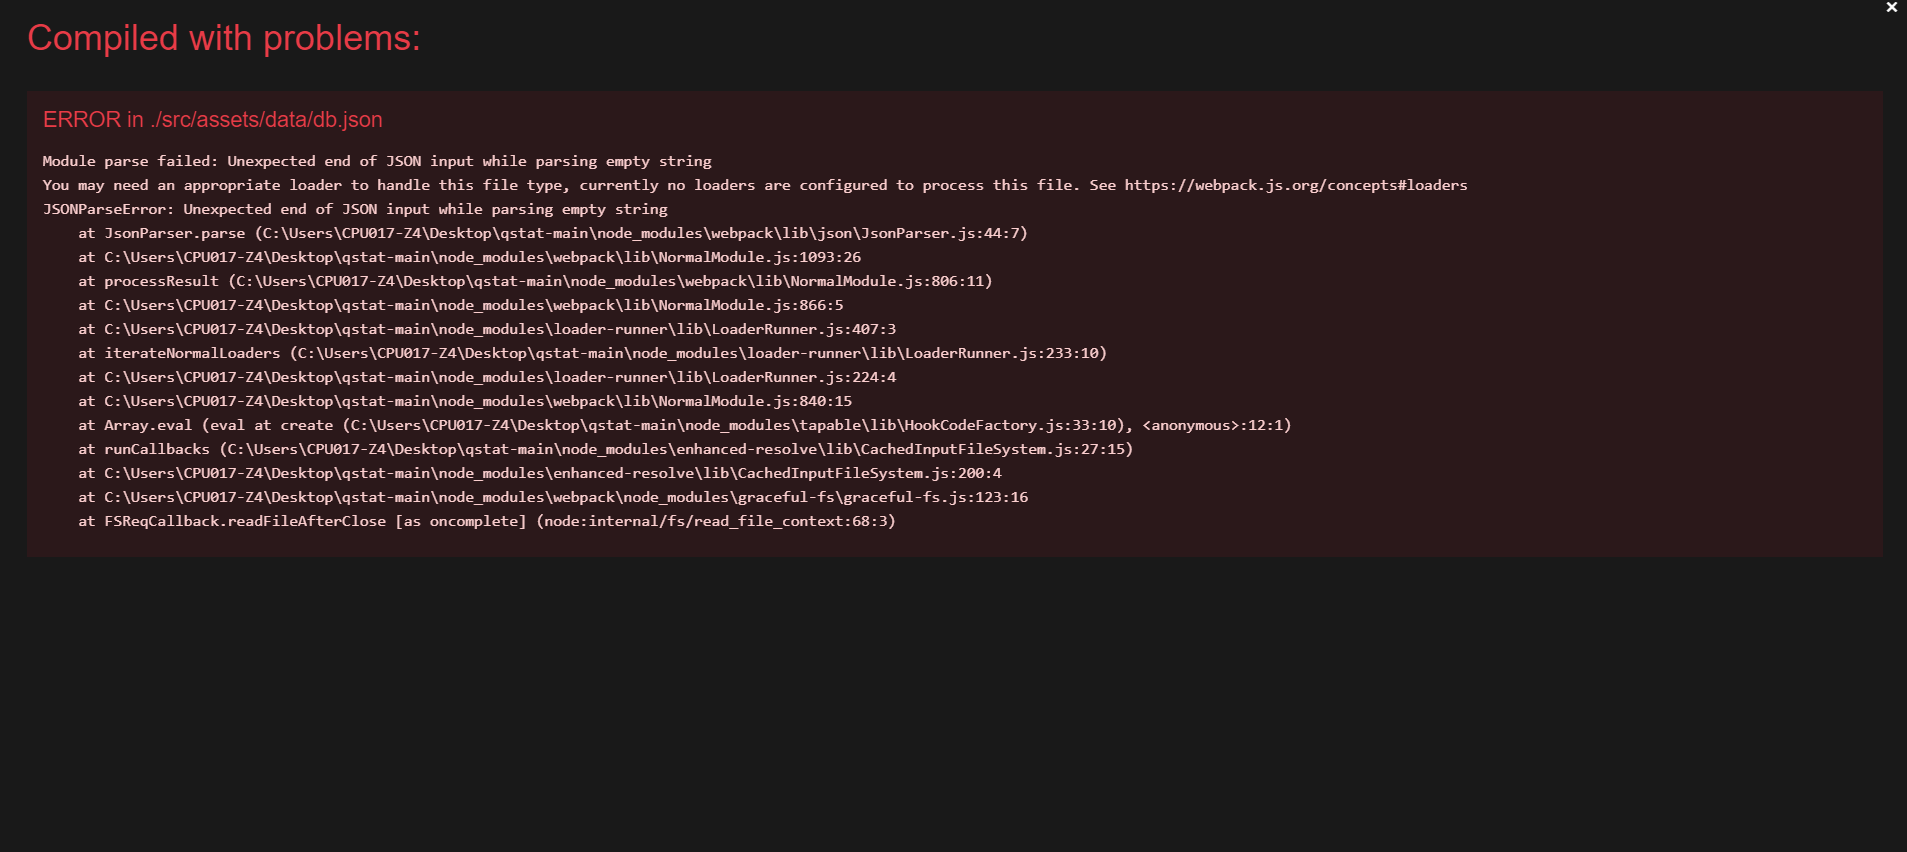 ×
Compiled with problems:
ERROR in ./src/assets/data/db.json
Module parse failed: Unexpected end of JSON input while parsing empty string
You may need an appropriate loader to handle this file type, currently no loaders are configured to process this file. See https://webpack.js.org/concepts#loaders
JSONParseError: Unexpected end of JSON input while parsing empty string
    at JsonParser.parse (C:\Users\CPU017-Z4\Desktop\qstat-main\node_modules\webpack\lib\json\JsonParser.js:44:7)
    at C:\Users\CPU017-Z4\Desktop\qstat-main\node_modules\webpack\lib\NormalModule.js:1093:26
    at processResult (C:\Users\CPU017-Z4\Desktop\qstat-main\node_modules\webpack\lib\NormalModule.js:806:11)
    at C:\Users\CPU017-Z4\Desktop\qstat-main\node_modules\webpack\lib\NormalModule.js:866:5
    at C:\Users\CPU017-Z4\Desktop\qstat-main\node_modules\loader-runner\lib\LoaderRunner.js:407:3
    at iterateNormalLoaders (C:\Users\CPU017-Z4\Desktop\qstat-main\node_modules\loader-runner\lib\LoaderRunner.js:233:10)
    at C:\Users\CPU017-Z4\Desktop\qstat-main\node_modules\loader-runner\lib\LoaderRunner.js:224:4
    at C:\Users\CPU017-Z4\Desktop\qstat-main\node_modules\webpack\lib\NormalModule.js:840:15
    at Array.eval (eval at create (C:\Users\CPU017-Z4\Desktop\qstat-main\node_modules\tapable\lib\HookCodeFactory.js:33:10), <anonymous>:12:1)
    at runCallbacks (C:\Users\CPU017-Z4\Desktop\qstat-main\node_modules\enhanced-resolve\lib\CachedInputFileSystem.js:27:15)
    at C:\Users\CPU017-Z4\Desktop\qstat-main\node_modules\enhanced-resolve\lib\CachedInputFileSystem.js:200:4
    at C:\Users\CPU017-Z4\Desktop\qstat-main\node_modules\webpack\node_modules\graceful-fs\graceful-fs.js:123:16
    at FSReqCallback.readFileAfterClose [as oncomplete] (node:internal/fs/read_file_context:68:3)